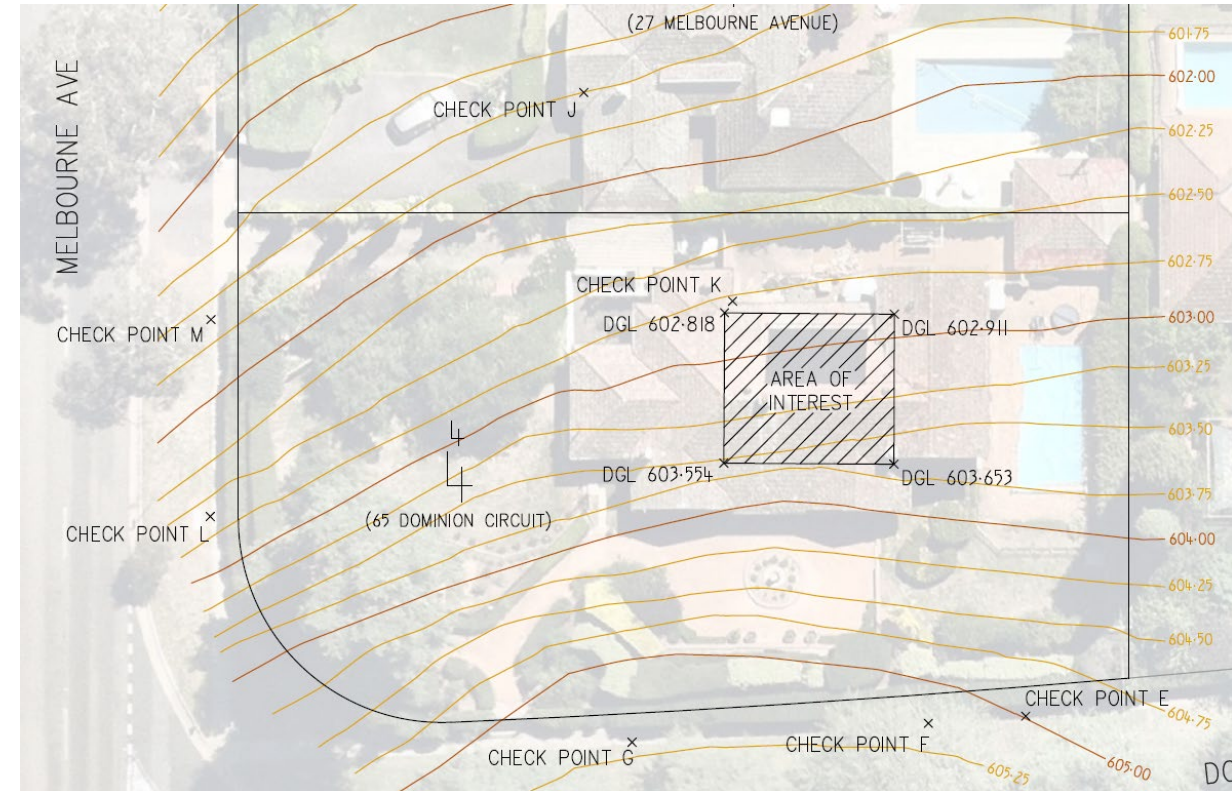 (27 MELBOURNE AVENUE)
601·75
MELBOURNE AVE
602·00
CHECK POINT J
602·25
602·50
602·75
CHECK POINT K
CHECK POINT M
DGL 602·818
DGL 602·911
603·00
603·25
AREA OF
INTEREST
603·50
4
4
DGL 603·554
DGL 603·653
603·75
(65 DOMINION CIRCUIT)
CHECK POINT L
604·00
604·25
604·50
CHECK POINT E
604·75
CHECK POINT F
CHECK POINT G
605·25
605·00
DO